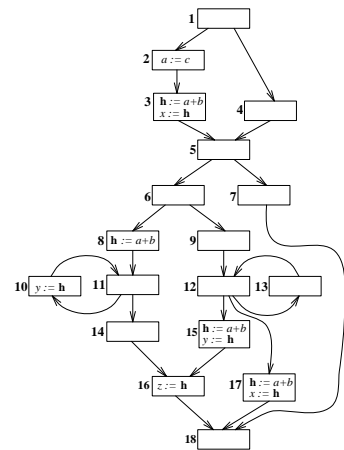 1
2 a := c
3 h := a+b
x := h
4
5
6 7
8 h := a+b 9
10 y := h 11 12 13
14 15 h := a+b
y := h
16 z := h 17 h := a+b
x := h
18